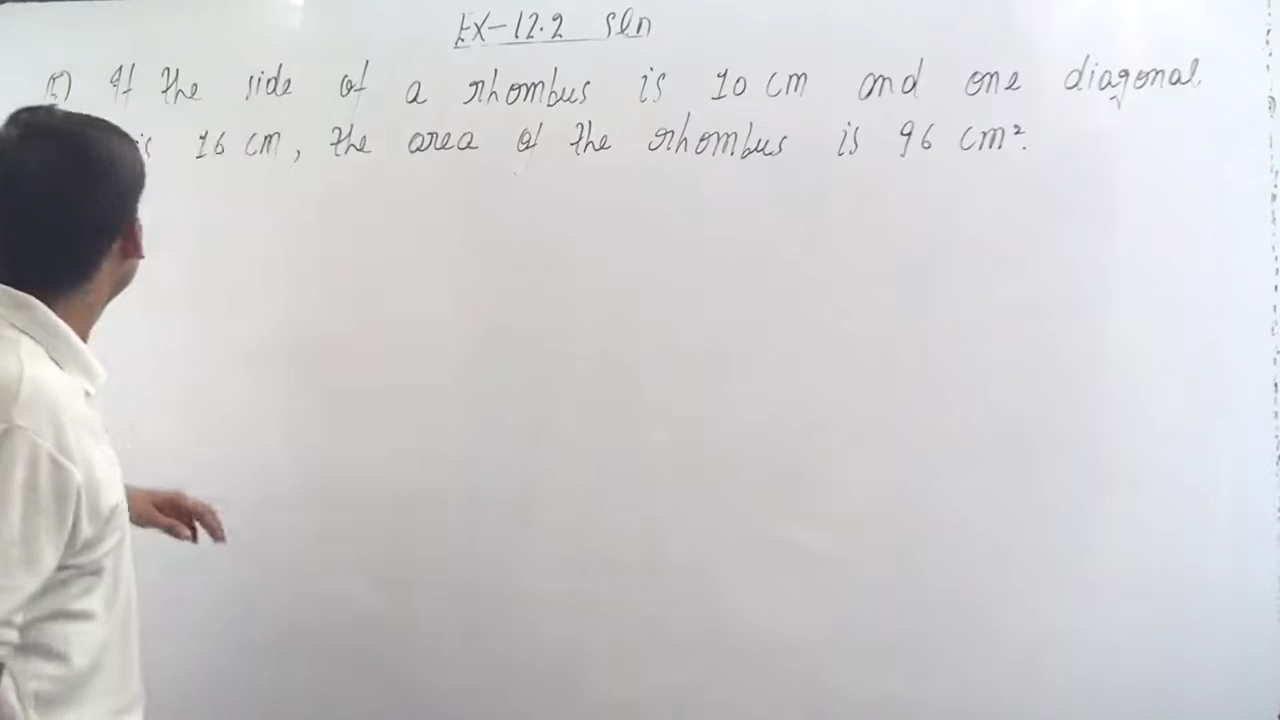 EX-12.2 sln
5) If the side of a rhombus is 10 cm and one diagonal
is 16 cm, the area of the rhombus is 96 cm².